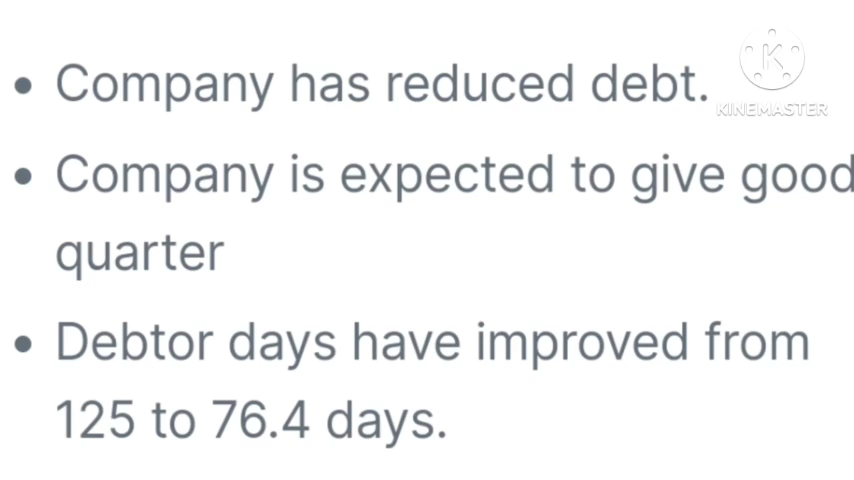 Company has reduced debt.
KINEMASTER
Company is expected to give good
quarter
Debtor days have improved from
125 to 76.4 days.